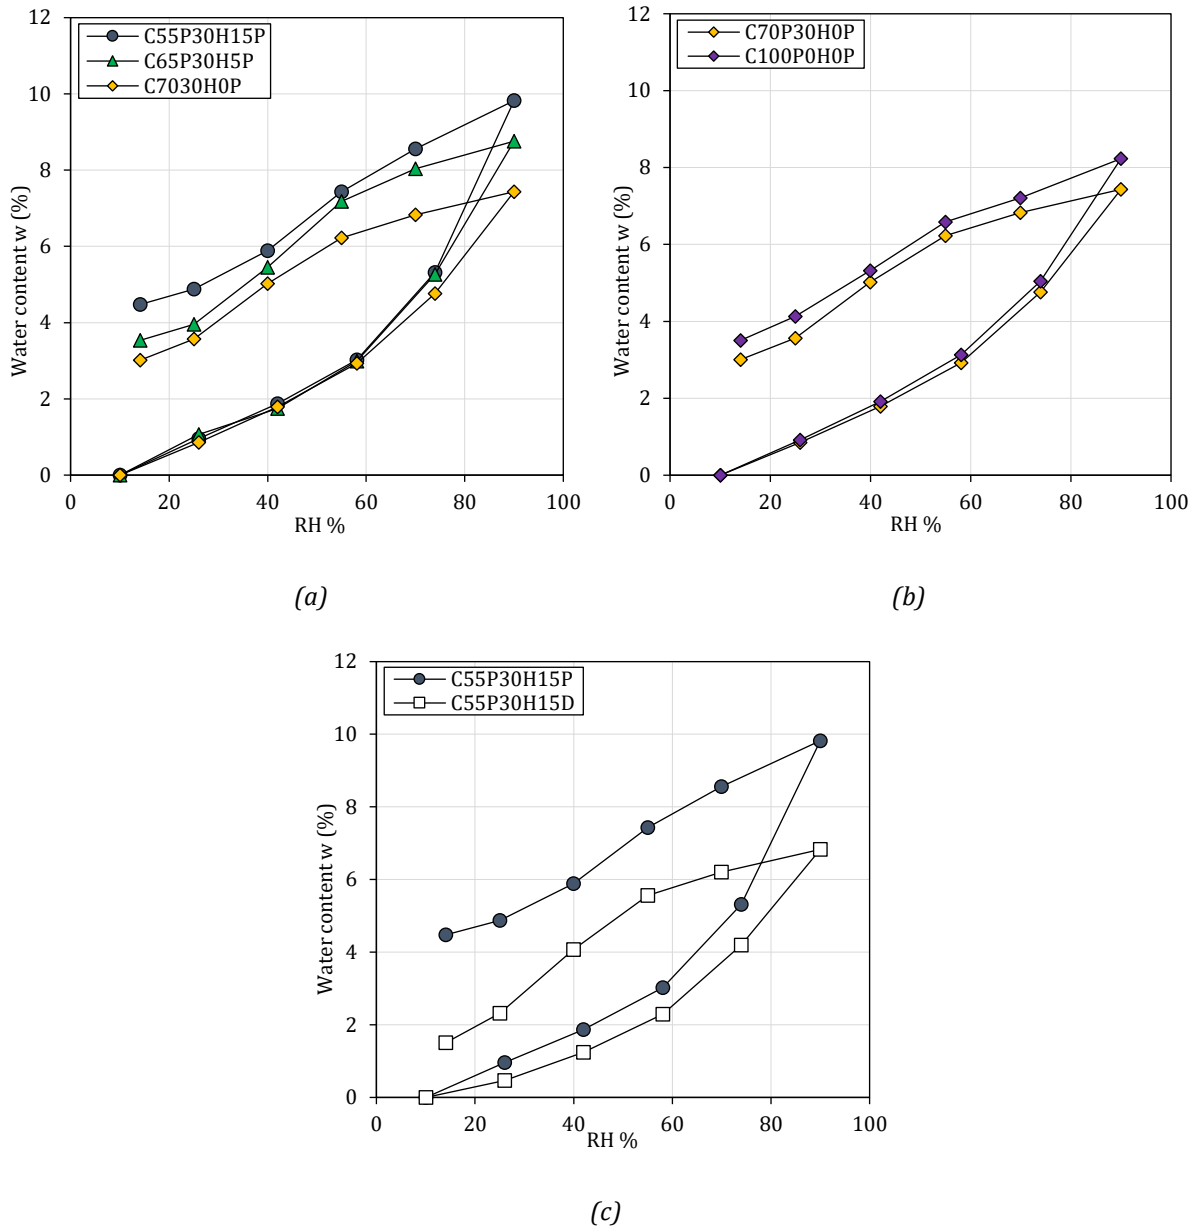 C55P30H15P
C65P30H5P
C7030H0P
12
10
8
6
4
2
0
0 20 40 60 80 100
Water content w (%)
RH %
(a)
C70P30H0P
C100P0H0P
12
10
8
6
4
2
0
0 20 40 60 80 100
Water content w (%)
RH %
(b)
C55P30H15P
C55P30H15D
12
10
8
6
4
2
0
0 20 40 60 80 100
Water content w (%)
RH %
(c)